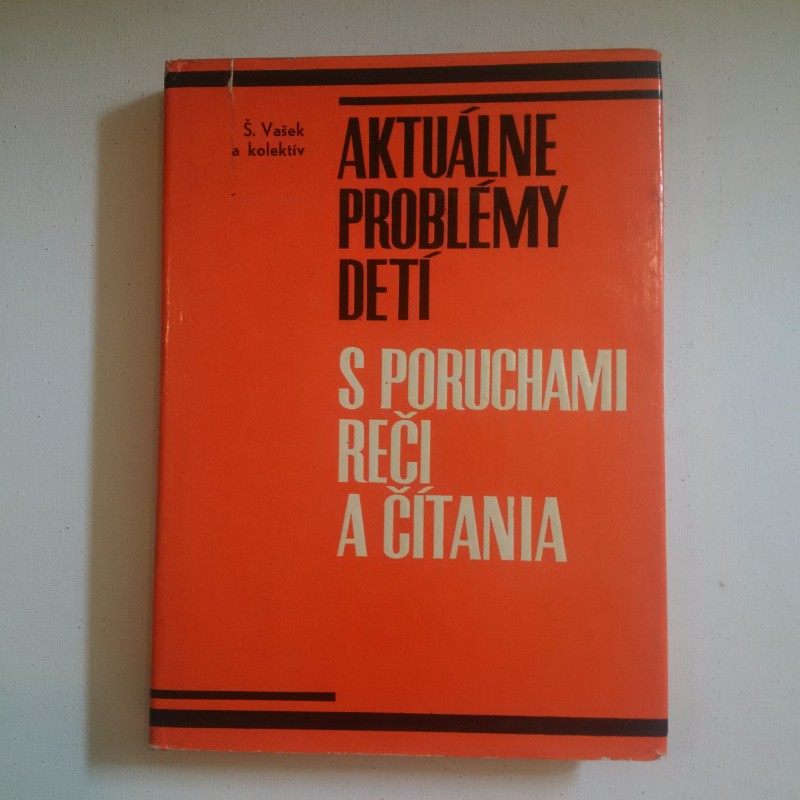 Š. Vašek
a kolektív
AKTUÁLNE
PROBLÉMY
DETÍ
S PORUCHAMI
REČI
A ČÍTANIA